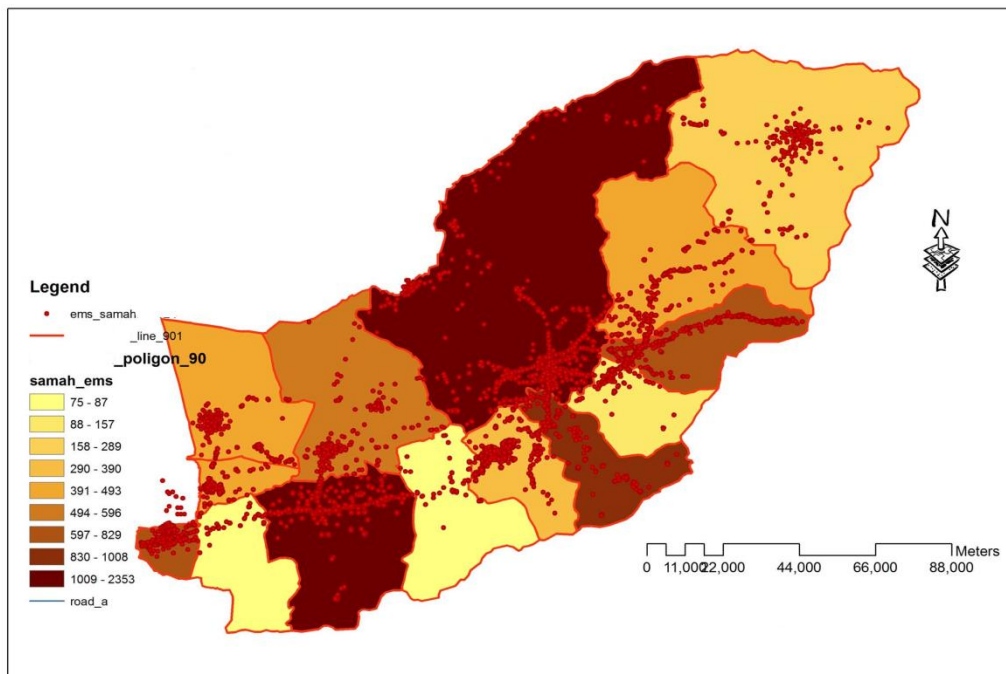 N
Legend
ems_samah
_line_901
_poligon_90
samah_ems
75 - 87
88 - 157
158 - 289
290 - 390
391 - 493
494 - 596
597 - 829
830 - 1008
1009 - 2353
road_a
Meters
0 11,000 22,000 44,000 66,000 88,000